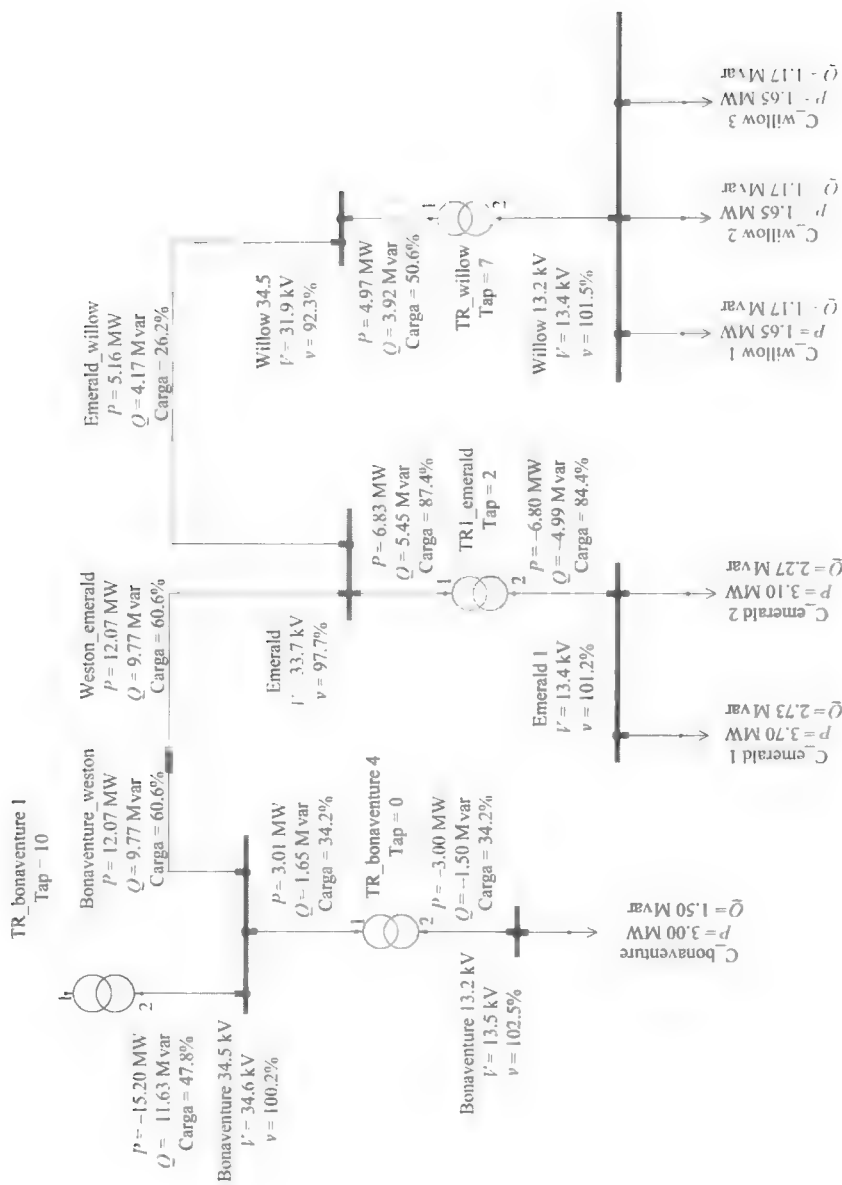 TR_bonaventure 1
Tap = 10
P = −15.20 MW
Q = 11.63 Mvar
Carga = 47.8%
Bonaventure 34.5 kV
V = 34.6 kV
v = 100.2%
Bonaventure_weston
P = 12.07 MW
Q = 9.77 Mvar
Carga = 60.6%
P = 3.01 MW
Q = 1.65 Mvar
Carga = 34.2%
1
2
TR_bonaventure 4
Tap = 0
P = −3.00 MW
Q = −1.50 Mvar
Carga = 34.2%
1
2
Bonaventure 13.2 kV
V = 13.5 kV
v = 102.5%
C_bonaventure
P = 3.00 MW
Q = 1.50 Mvar
Weston_emerald
P = 12.07 MW
Q = 9.77 Mvar
Carga = 60.6%
Emerald
V 33.7 kV
v = 97.7%
P = 6.83 MW
Q = 5.45 Mvar
Carga = 87.4%
1
2
TR1_emerald
Tap = 2
P = −6.80 MW
Q = −4.99 Mvar
Carga = 84.4%
Emerald 1
V = 13.4 kV
v = 101.2%
C_emerald 1
P = 3.70 MW
Q = 2.73 Mvar
C_emerald 2
P = 3.10 MW
Q = 2.27 Mvar
Emerald_willow
P = 5.16 MW
Q = 4.17 Mvar
Carga = 26.2%
Willow 34.5
V = 31.9 kV
v = 92.3%
P = 4.97 MW
Q = 3.92 Mvar
Carga = 50.6%
1
2
TR_willow
Tap = 7
Willow 13.2 kV
V = 13.4 kV
v = 101.5%
C_willow 1
P = 1.65 MW
Q = 1.17 Mvar
C_willow 2
P 1.65 MW
Q 1.17 Mvar
C_willow 3
P = 1.65 MW
Q = 1.17 Mvar